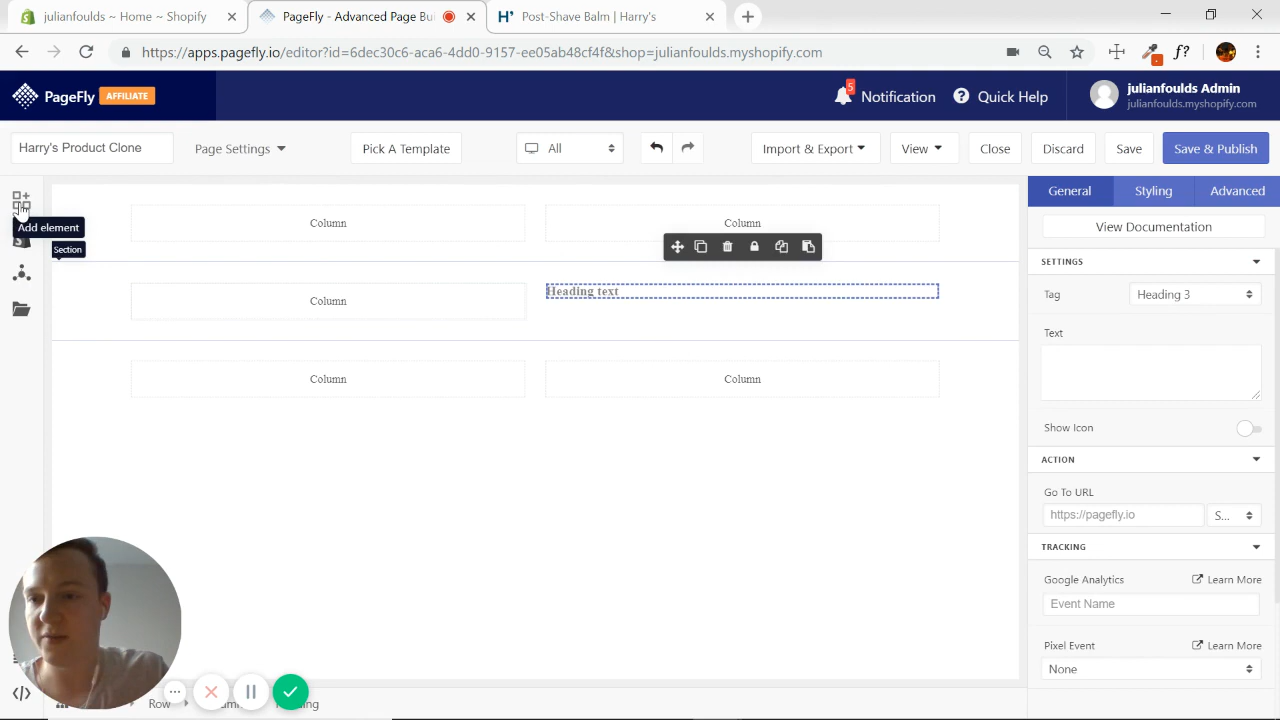 julianfoulds ~ Home ~ Shopify
PageFly - Advanced Page Bu
Post-Shave Balm | Harry's
https://apps.pagefly.io/editor?id=6dec30c6-aca6-4dd0-9157-ee05ab48cf4f&shop=julianfoulds.myshopify.com
f?
PageFly AFFILIATE
5
Notification
Quick Help
julianfoulds Admin
julianfoulds.myshopify.com
Harry's Product Clone
Page Settings
Pick A Template
All
Import & Export
View
Close
Discard
Save
Save & Publish
Add element
Section
Column
Column
Column
Heading text
Column
Column
General
Styling
Advanced
View Documentation
SETTINGS
Tag
Heading 3
Text
Show Icon
ACTION
Go To URL
https://pagefly.io
S...
TRACKING
Google Analytics
Learn More
Event Name
Pixel Event
Learn More
None
Row